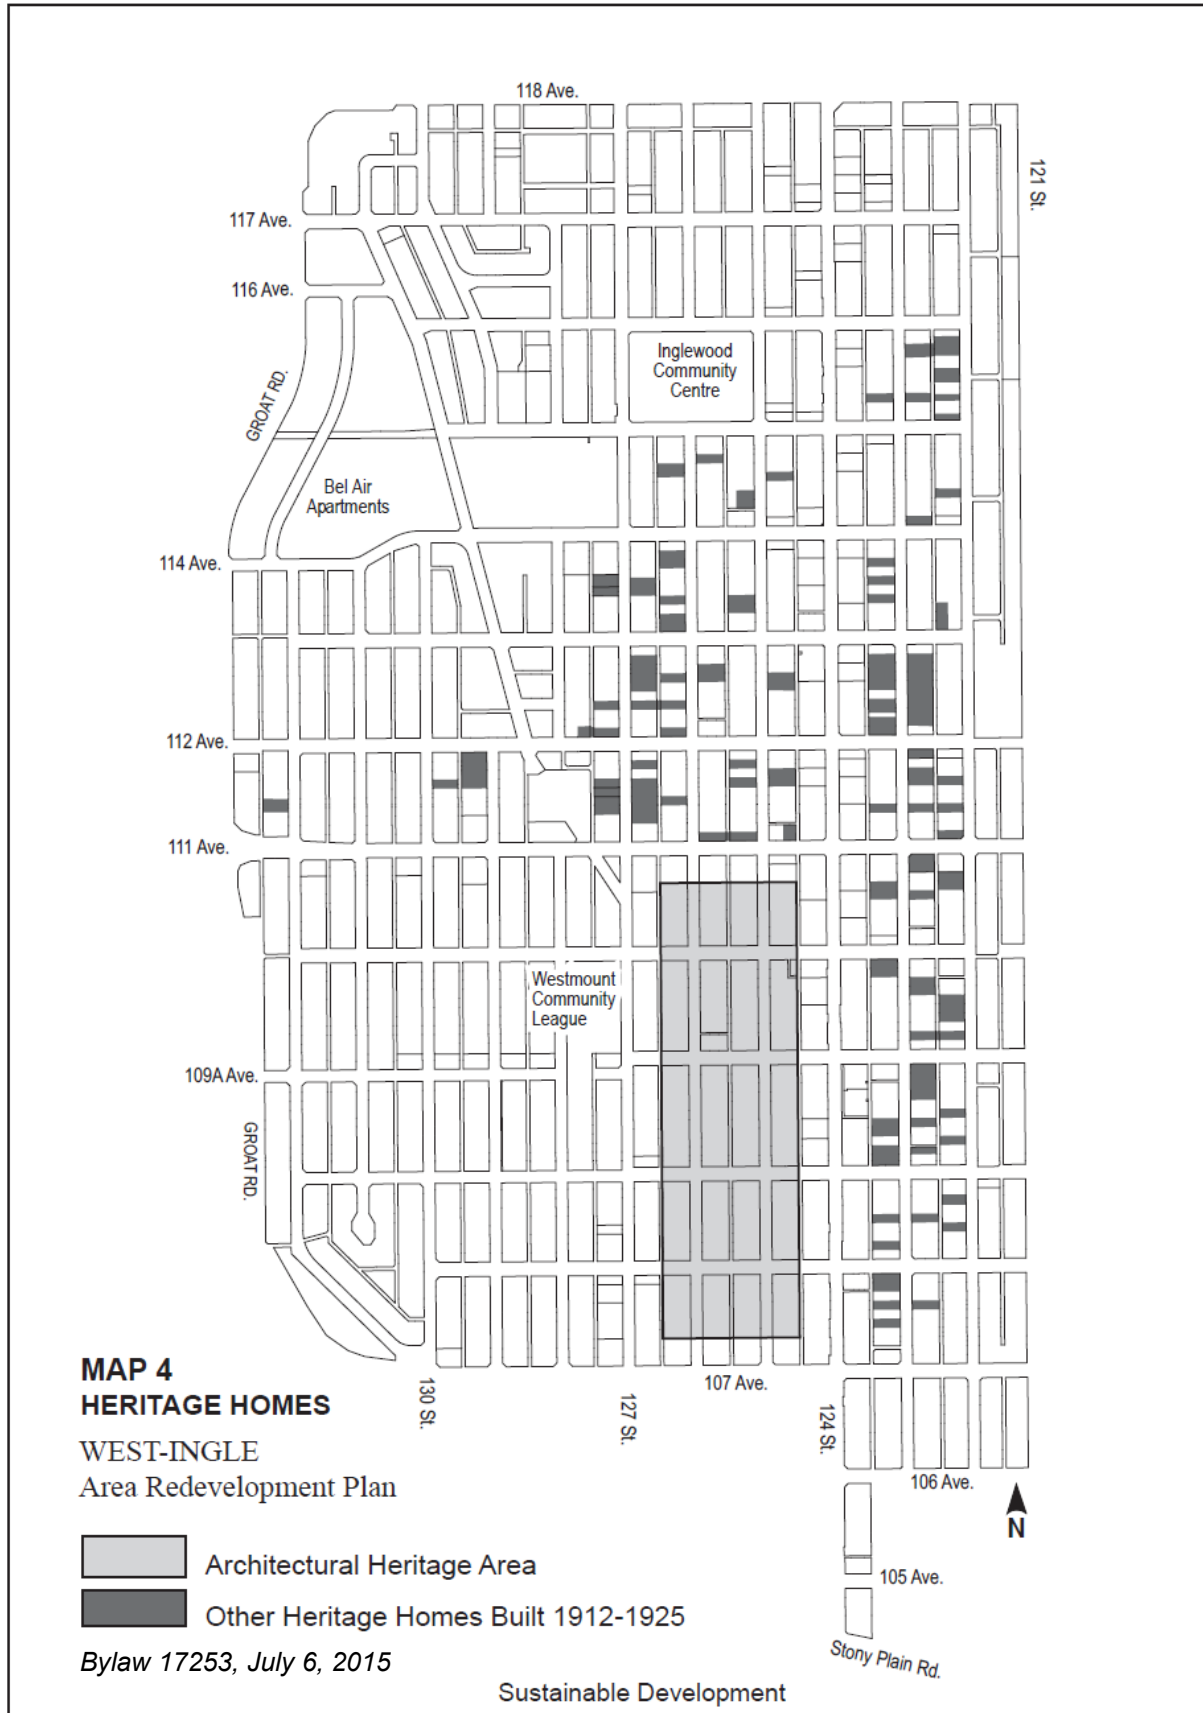 118 Ave.
121 St.
117 Ave.
116 Ave.
Inglewood
Community
Centre
GROAT RD.
Bel Air
Apartments
114 Ave.
112 Ave.
111 Ave.
Westmount
Community
League
109A Ave.
GROAT RD.
107 Ave.
130 St.
127 St.
124 St.
106 Ave.
N
105 Ave.
Stony Plain Rd.
MAP 4
HERITAGE HOMES
WEST-INGLE
Area Redevelopment Plan
Architectural Heritage Area
Other Heritage Homes Built 1912-1925
Bylaw 17253, July 6, 2015
Sustainable Development